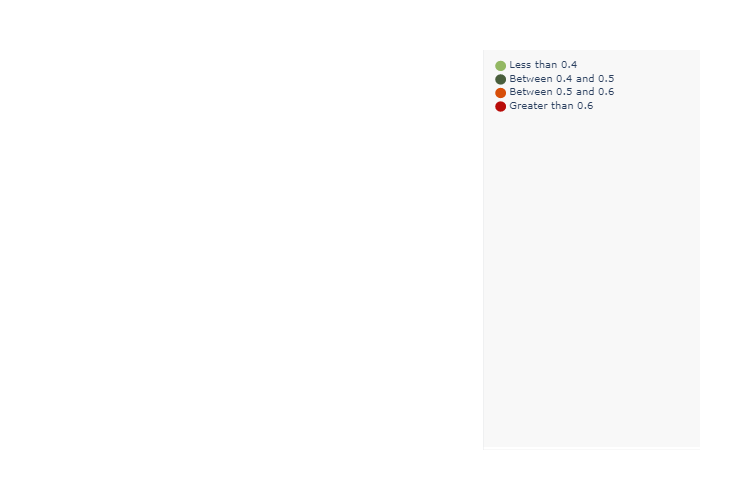 Less than 0.4
Between 0.4 and 0.5
Between 0.5 and 0.6
Greater than 0.6